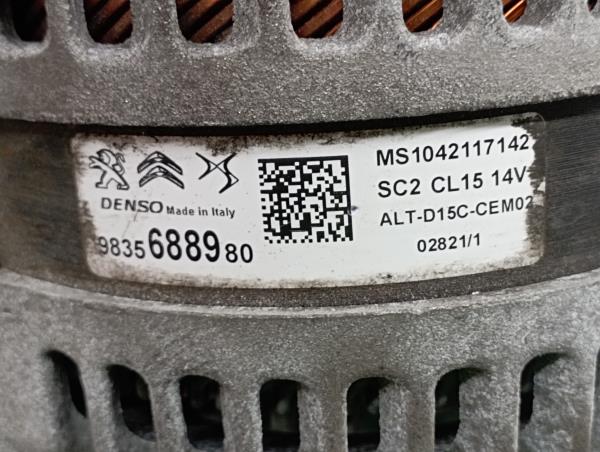 DENSO Made in Italy
9835688980
MS1042117142
SC2 CL15 14V
ALT-D15C-CEM02
02821/1